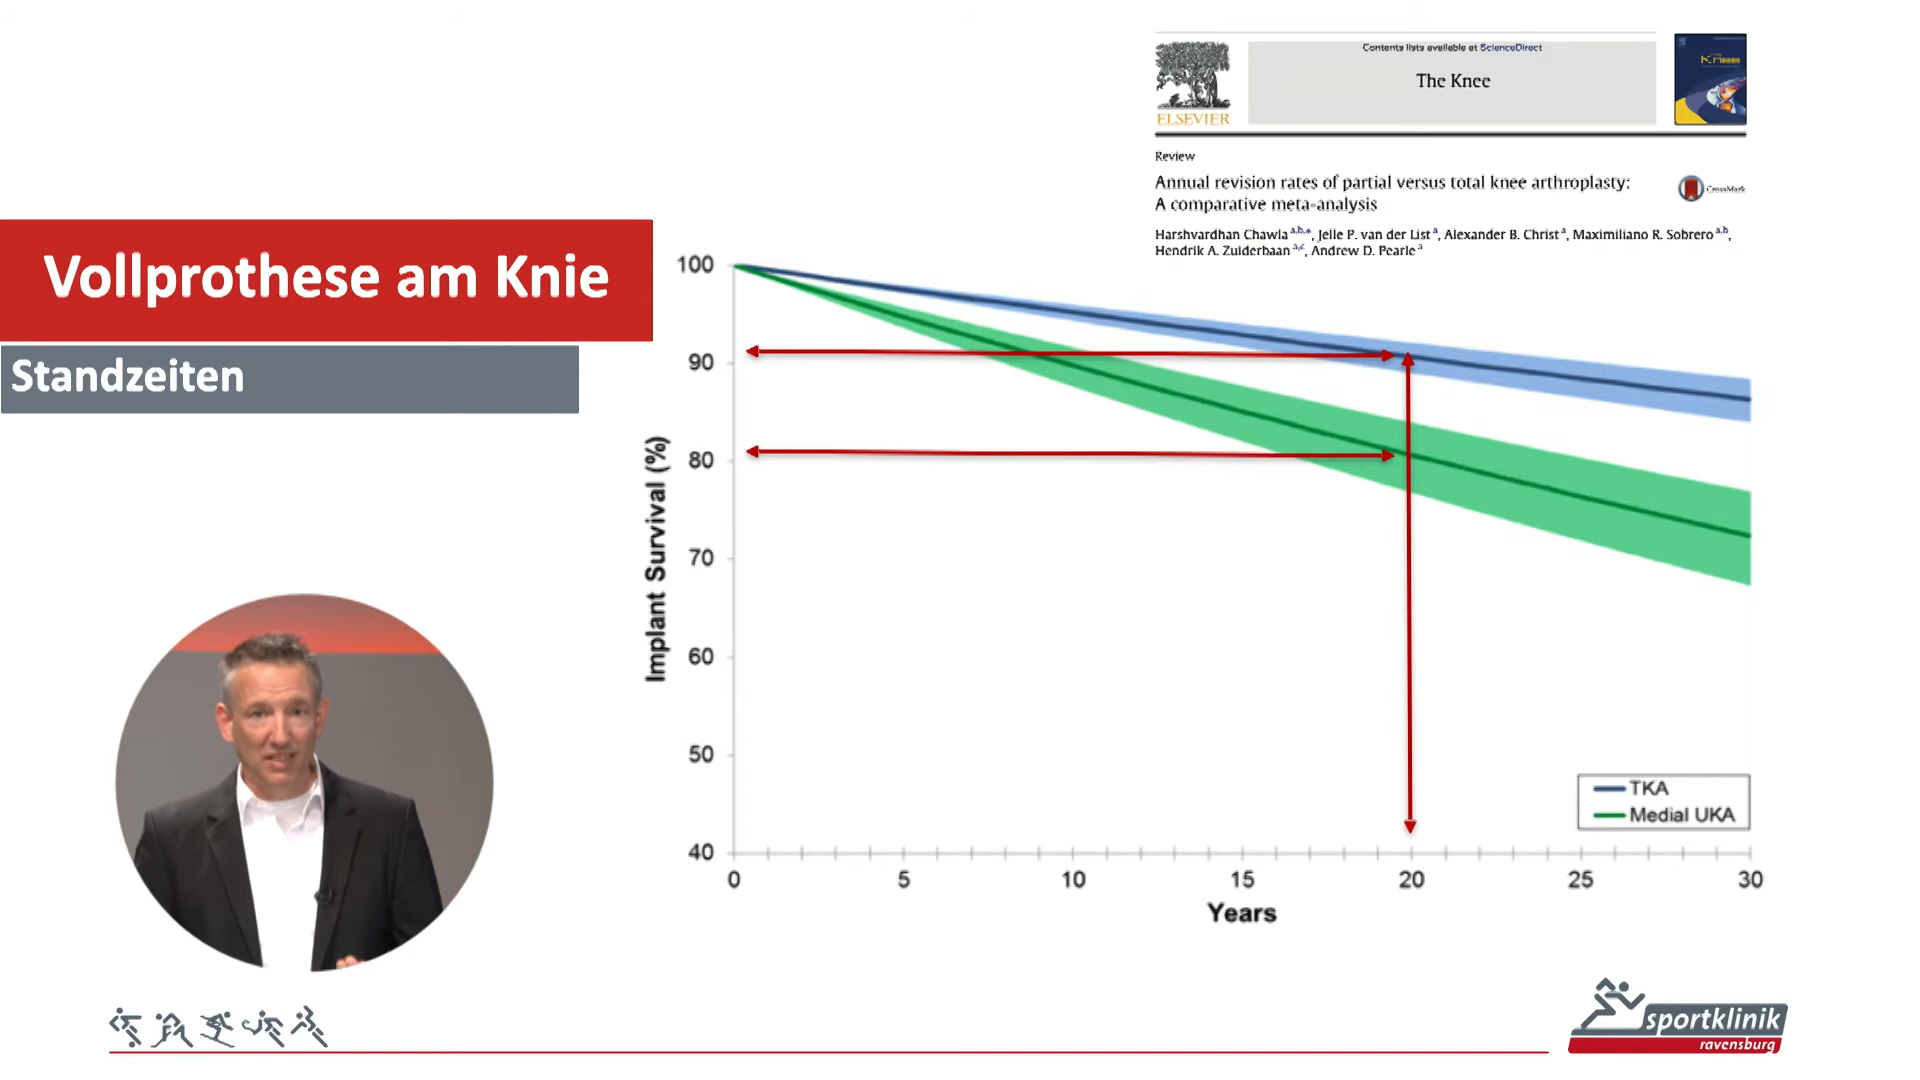 Contents lists available at ScienceDirect
The Knee
ELSEVIER
Review
Annual revision rates of partial versus total knee arthroplasty:
A comparative meta-analysis
CrossMark
Harshvardhan Chawla a,b,*, Jelle P. van der List a, Alexander B. Christ a, Maximiliano R. Sobrero a,b,
Hendrik A. Zuiderbaan a,c, Andrew D. Pearle a
Vollprothese am Knie
Standzeiten
Implant Survival (%)
100
90
80
70
60
50
40
0 5 10 15 20 25 30
Years
TKA
Medial UKA
sportklinik
ravensburg